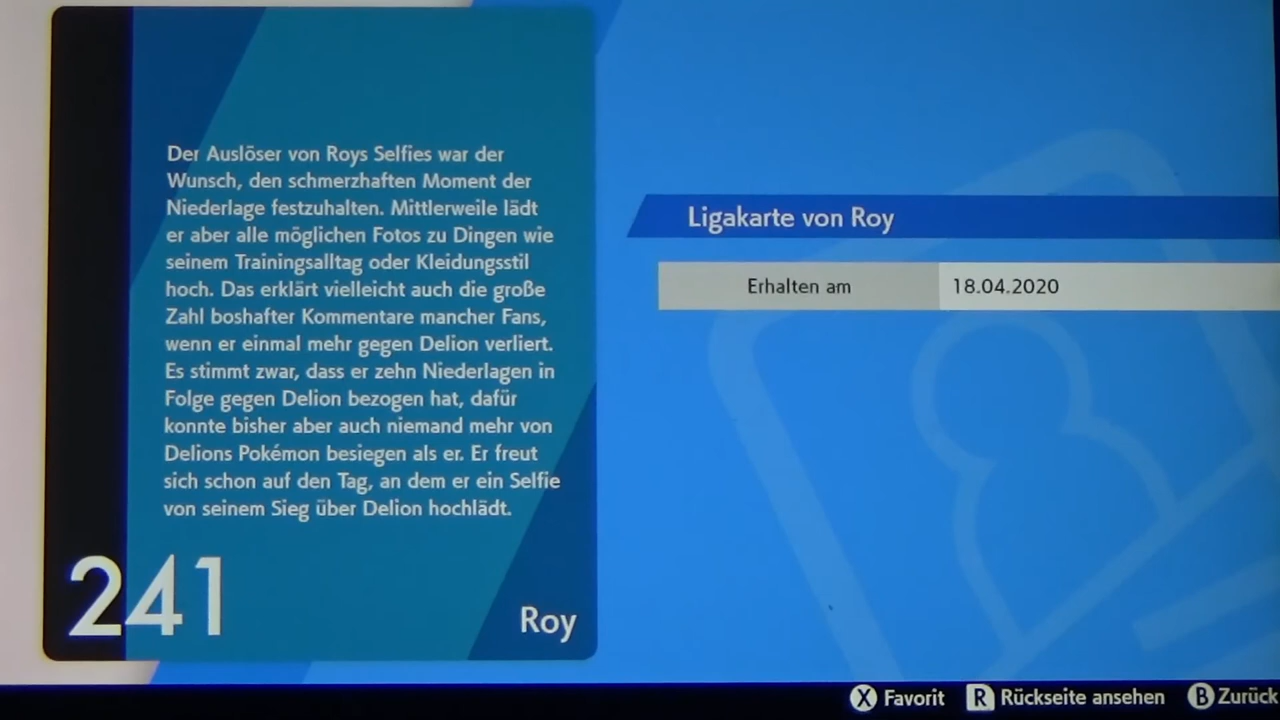 Der Auslöser von Roys Selfies war der
Wunsch, den schmerzhaften Moment der
Niederlage festzuhalten. Mittlerweile lädt
er aber alle möglichen Fotos zu Dingen wie
seinem Trainingsalltag oder Kleidungsstil
hoch. Das erklärt vielleicht auch die große
Zahl boshafter Kommentare mancher Fans,
wenn er einmal mehr gegen Delion verliert.
Es stimmt zwar, dass er zehn Niederlagen in
Folge gegen Delion bezogen hat, dafür
konnte bisher aber auch niemand mehr von
Delions Pokémon besiegen als er. Er freut
sich schon auf den Tag, an dem er ein Selfie
von seinem Sieg über Delion hochlädt.
241
Roy
Ligakarte von Roy
Erhalten am 18.04.2020
X Favorit R Rückseite ansehen B Zurück